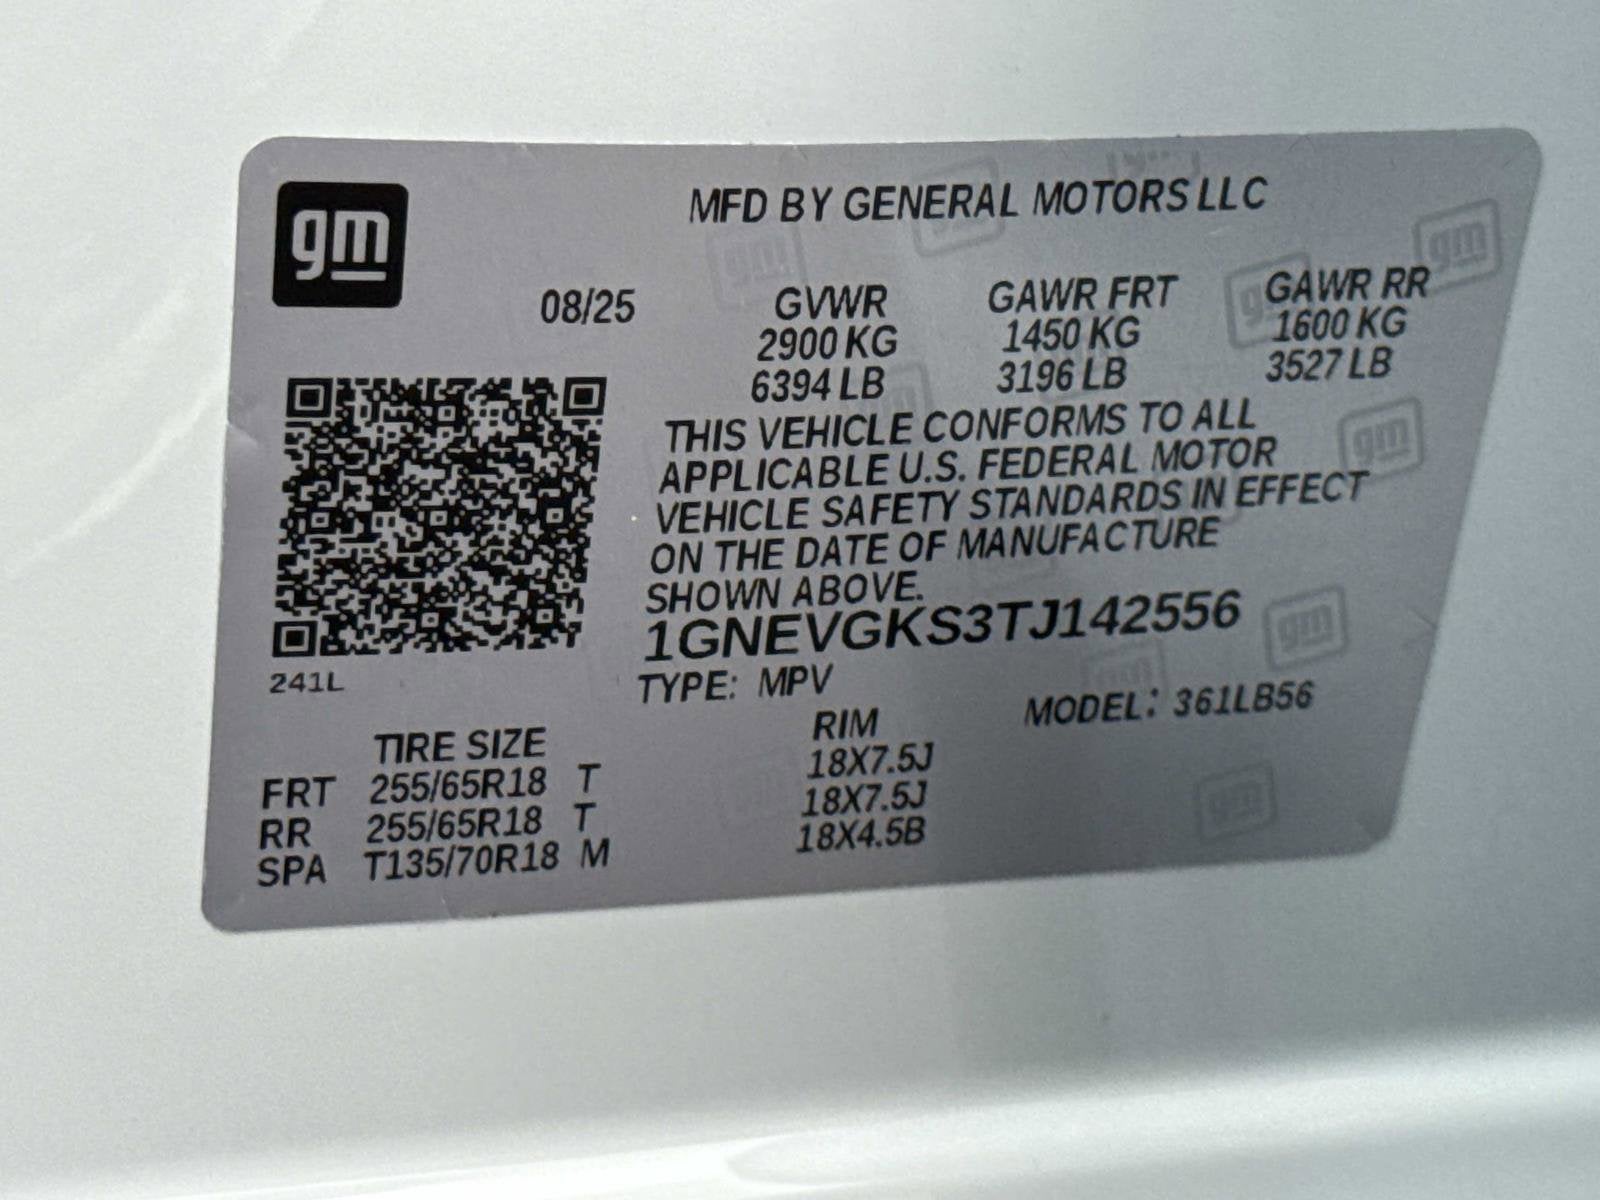 gm
MFD BY GENERAL MOTORS LLC
08/25 GVWR GAWR FRT GAWR RR
2900 KG 1450 KG 1600 KG
6394 LB 3196 LB 3527 LB
THIS VEHICLE CONFORMS TO ALL
APPLICABLE U.S. FEDERAL MOTOR
VEHICLE SAFETY STANDARDS IN EFFECT
ON THE DATE OF MANUFACTURE
SHOWN ABOVE.
1GNEVGKS3TJ142556
241L
TYPE: MPV MODEL: 361LB56
TIRE SIZE RIM
FRT 255/65R18 T 18X7.5J
RR 255/65R18 T 18X7.5J
SPA T135/70R18 M 18X4.5B